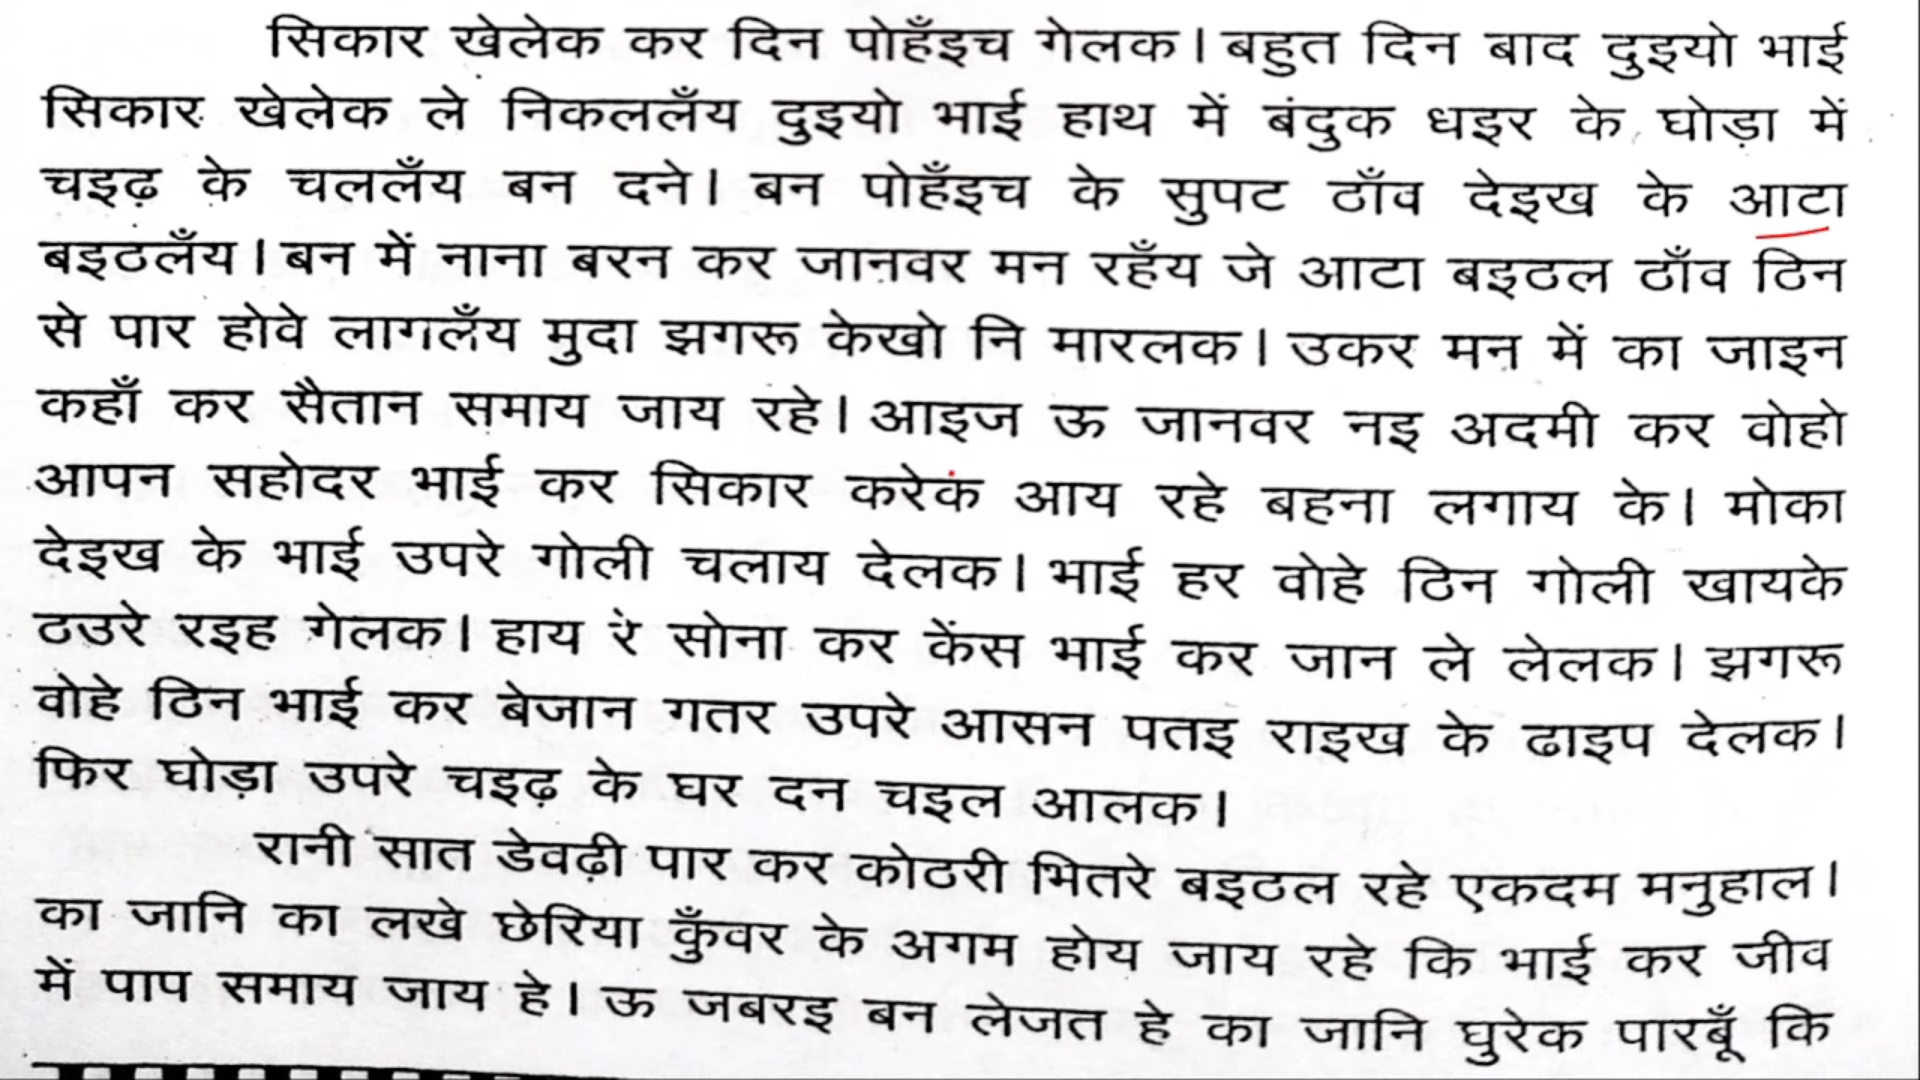 सिकार खेलेक कर दिन पोहँइच गेलक। बहुत दिन बाद दुइयो भाई
सिकार खेलेक ले निकललँय दुइयो भाई हाथ में बंदुक धइर के घोड़ा में
चइढ़ के चललँय बन दने। बन पोहँइच के सुपट ठाँव देइख के आटा
बइठलँय। बन में नाना बरन कर जानवर मन रहँय जे आटा बइठल ठाँव ठिन
से पार होवे लागलँय मुदा झगरू केखो नि मारलक। उकर मन में का जाइन
कहाँ कर सैतान समाय जाय रहे। आइज ऊ जानवर नइ अदमी कर वोहो
आपन सहोदर भाई कर सिकार करेक आय रहे बहना लगाय के। मोका
देइख के भाई उपरे गोली चलाय देलक। भाई हर वोहे ठिन गोली खायके
ठउरे रइह गेलक। हाय रे सोना कर केंस भाई कर जान ले लेलक। झगरू
वोहे ठिन भाई कर बेजान गतर उपरे आसन पतइ राइख के ढाइप देलक।
फिर घोड़ा उपरे चइढ़ के घर दन चइल आलक।
रानी सात डेवढ़ी पार कर कोठरी भितरे बइठल रहे एकदम मनुहाल।
का जानि का लखे छेरिया कुँवर के अगम होय जाय रहे कि भाई कर जीव
में पाप समाय जाय हे। ऊ जबरइ बन लेजत हे का जानि घुरेक पारबूँ कि